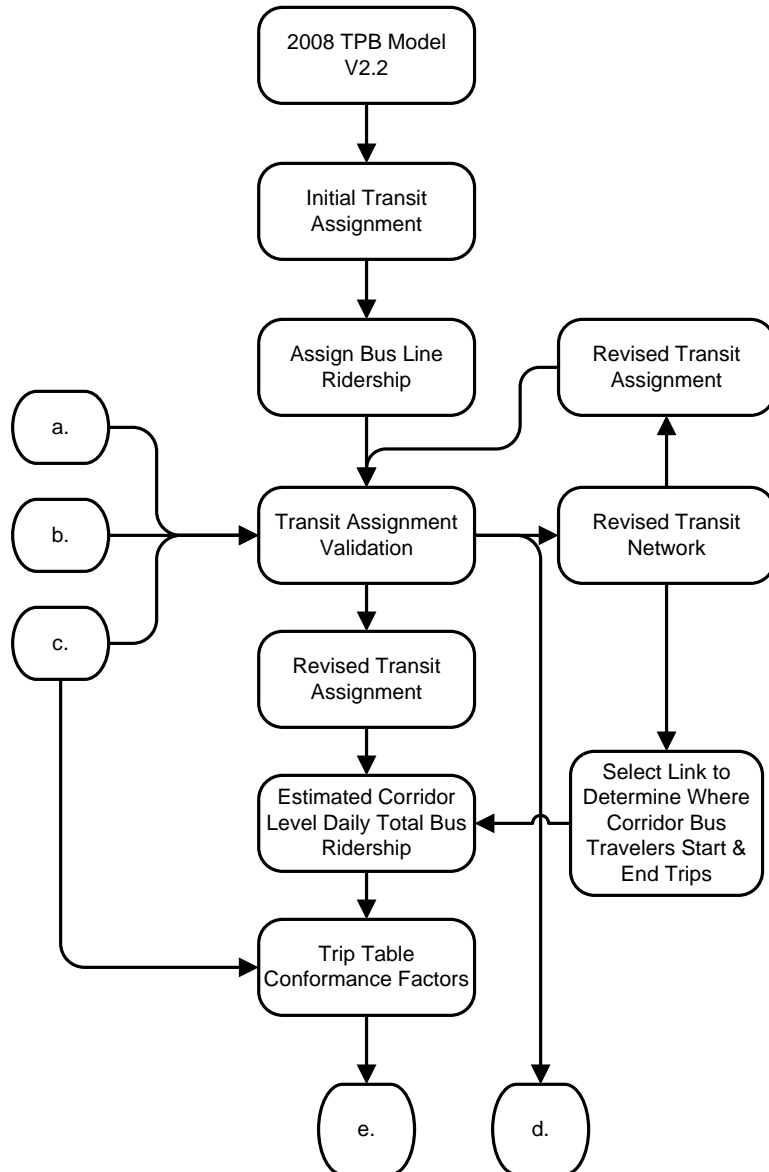 2008 TPB Model
V2.2
Initial Transit
Assignment
Assign Bus Line
Ridership
Revised Transit
Assignment
a.
b.
c.
Transit Assignment
Validation
Revised Transit
Network
Revised Transit
Assignment
Estimated Corridor
Level Daily Total Bus
Ridership
Select Link to
Determine Where
Corridor Bus
Travelers Start &
End Trips
Trip Table
Conformance Factors
e.
d.